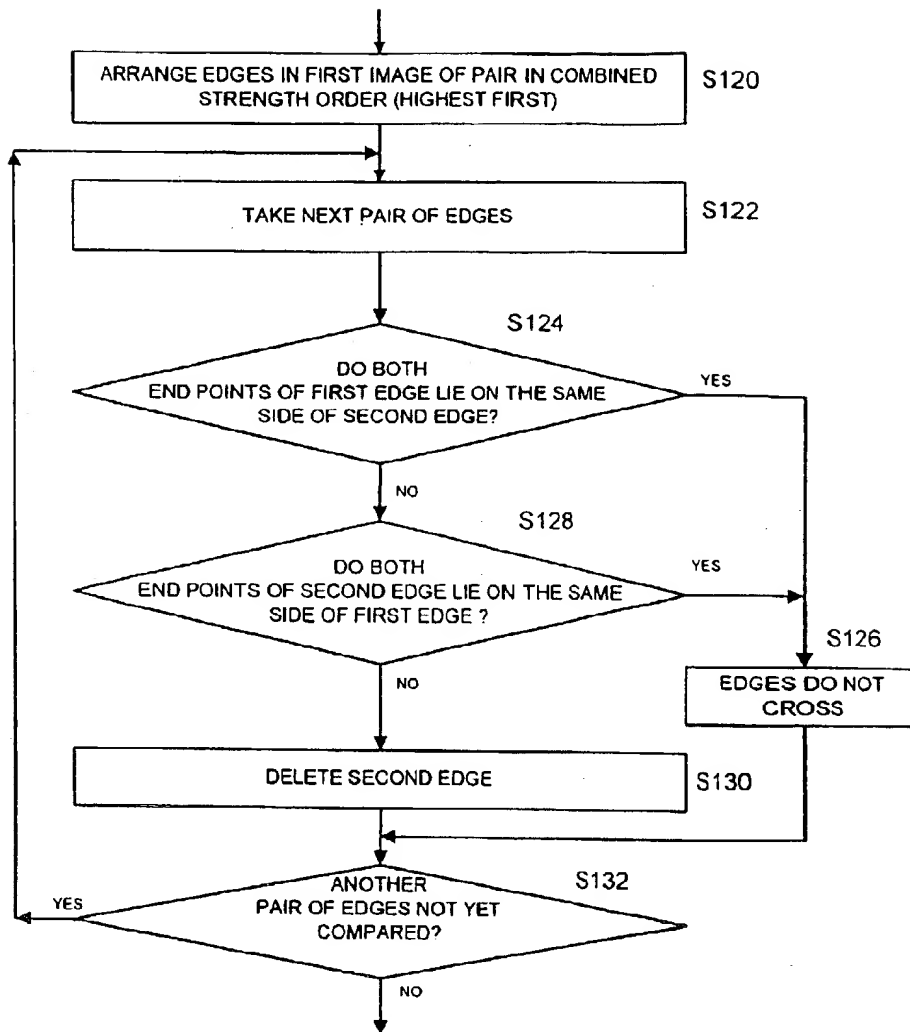 ARRANGE EDGES IN FIRST IMAGE OF PAIR IN COMBINED
STRENGTH ORDER (HIGHEST FIRST)
S120
TAKE NEXT PAIR OF EDGES
S122
S124
DO BOTH
END POINTS OF FIRST EDGE LIE ON THE SAME
SIDE OF SECOND EDGE?
YES
NO
S128
DO BOTH
END POINTS OF SECOND EDGE LIE ON THE SAME
SIDE OF FIRST EDGE ?
YES
NO
S126
EDGES DO NOT
CROSS
DELETE SECOND EDGE
S130
S132
ANOTHER
PAIR OF EDGES NOT YET
COMPARED?
YES
NO